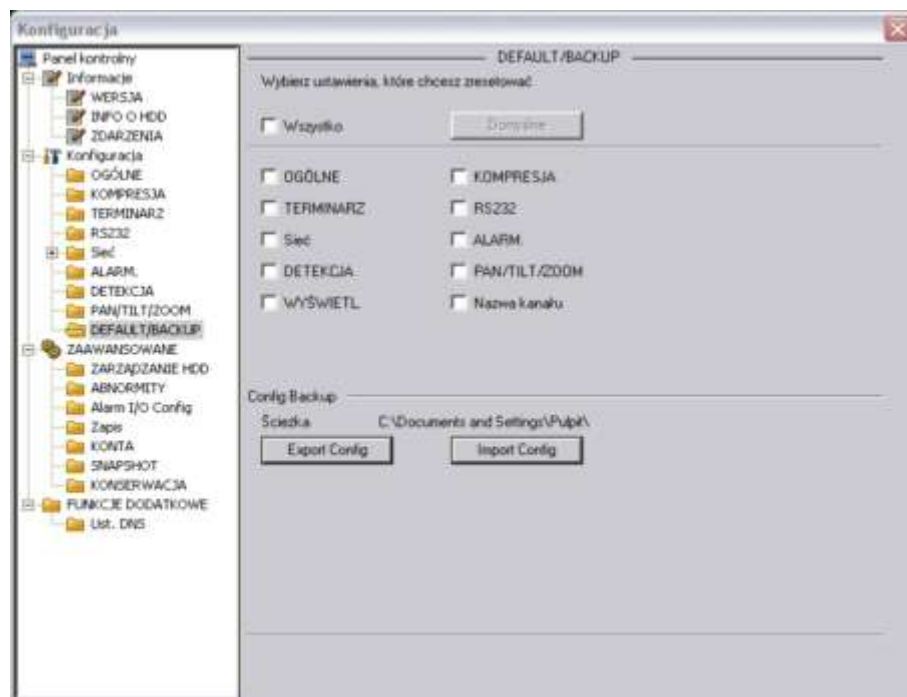 Konfiguracja
Panel kontrolny
Informacje
WERSJA
INFO O HDD
ZDARZENIA
Konfiguracja
OGÓLNE
KOMPRESJA
TERMINARZ
RS232
Sieć
ALARM.
DETEKCJA
PAN/TILT/ZOOM
DEFAULT/BACKUP
ZAAWANSOWANE
ZARZĄDZANIE HDD
ABNORMITY
Alarm I/O Config
Zapis
KONTA
SNAPSHOT
KONSERWACJA
FUNKCJE DODATKOWE
Ust. DNS
DEFAULT/BACKUP
Wybierz ustawienia, które chcesz zresetować
Wszystko
Domyślne
OGÓLNE KOMPRESJA
TERMINARZ RS232
Sieć ALARM.
DETEKCJA PAN/TILT/ZOOM
WYŚWIETL. Nazwa kanału
Config Backup
Ścieżka C:\Documents and Settings\Pulpit\
Export Config Import Config